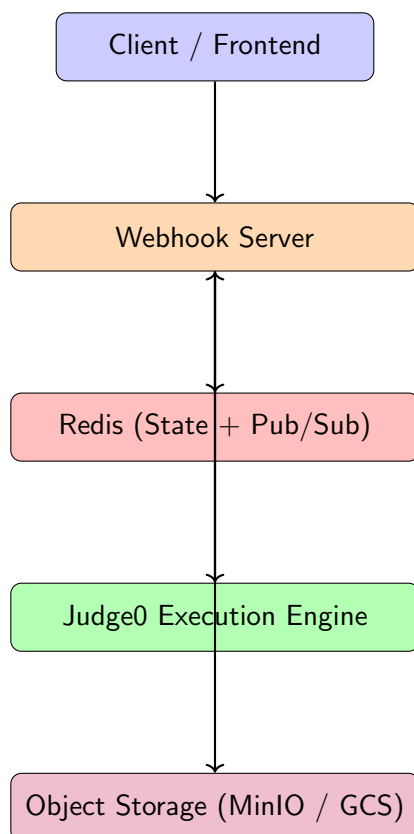 Client / Frontend
Webhook Server
Redis (State + Pub/Sub)
Judge0 Execution Engine
Object Storage (MinIO / GCS)